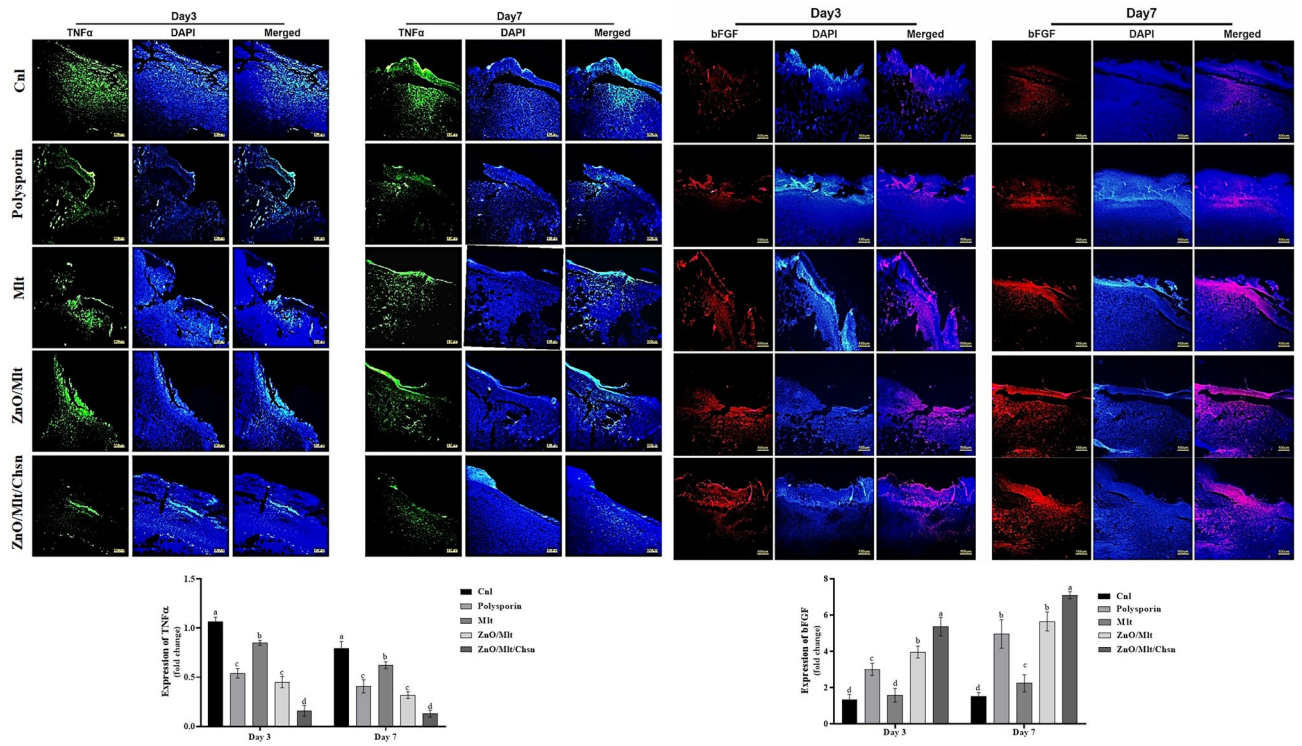 Day3 Day7 Day3 Day7
TNFα DAPI Merged TNFα DAPI Merged bFGF DAPI Merged bFGF DAPI Merged
Cnl
Polysporin
Mlt
ZnO/Mlt
ZnO/Mlt/Chsn
Expression of TNFα
(fold change)
1.5
1.0
0.5
0.0
a
c
b
c
d
a
c
b
c
d
Day 3 Day 7
Cnl
Polysporin
Mlt
ZnO/Mlt
ZnO/Mlt/Chsn
Expression of bFGF
(fold change)
8
6
4
2
0
d
c
d
b
a
d
b
c
b
a
Day 3 Day 7
Cnl
Polysporin
Mlt
ZnO/Mlt
ZnO/Mlt/Chsn